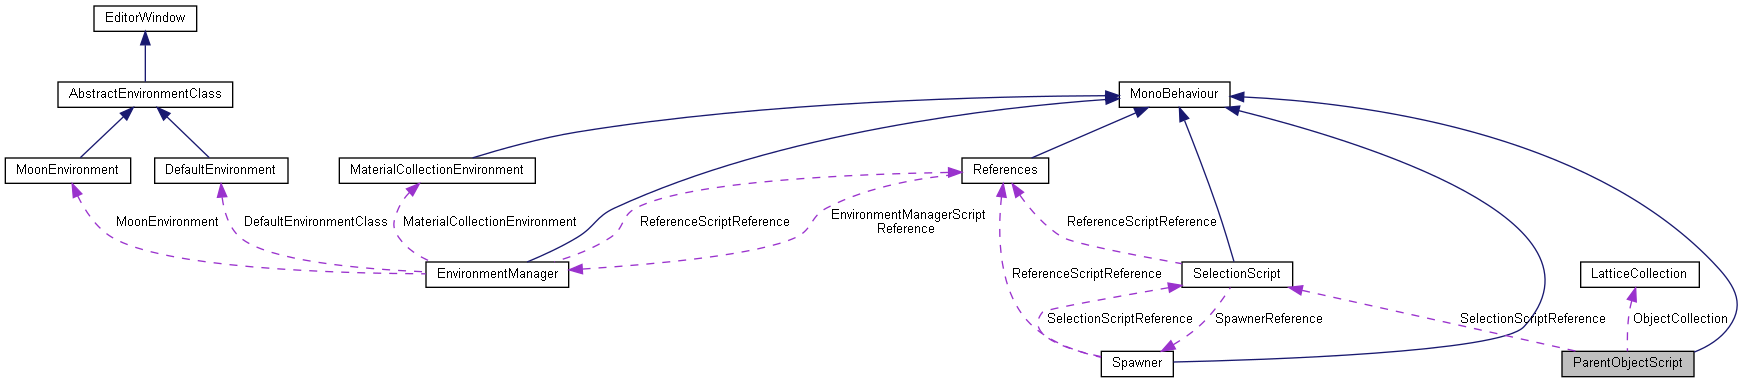 EditorWindow
AbstractEnvironmentClass
MonoBehaviour
MoonEnvironment
DefaultEnvironment
MaterialCollectionEnvironment
References
MoonEnvironment
DefaultEnvironmentClass
MaterialCollectionEnvironment
ReferenceScriptReference
EnvironmentManagerScript
Reference
ReferenceScriptReference
EnvironmentManager
ReferenceScriptReference
SelectionScript
LatticeCollection
SelectionScriptReference
SpawnerReference
SelectionScriptReference
ObjectCollection
Spawner
ParentObjectScript